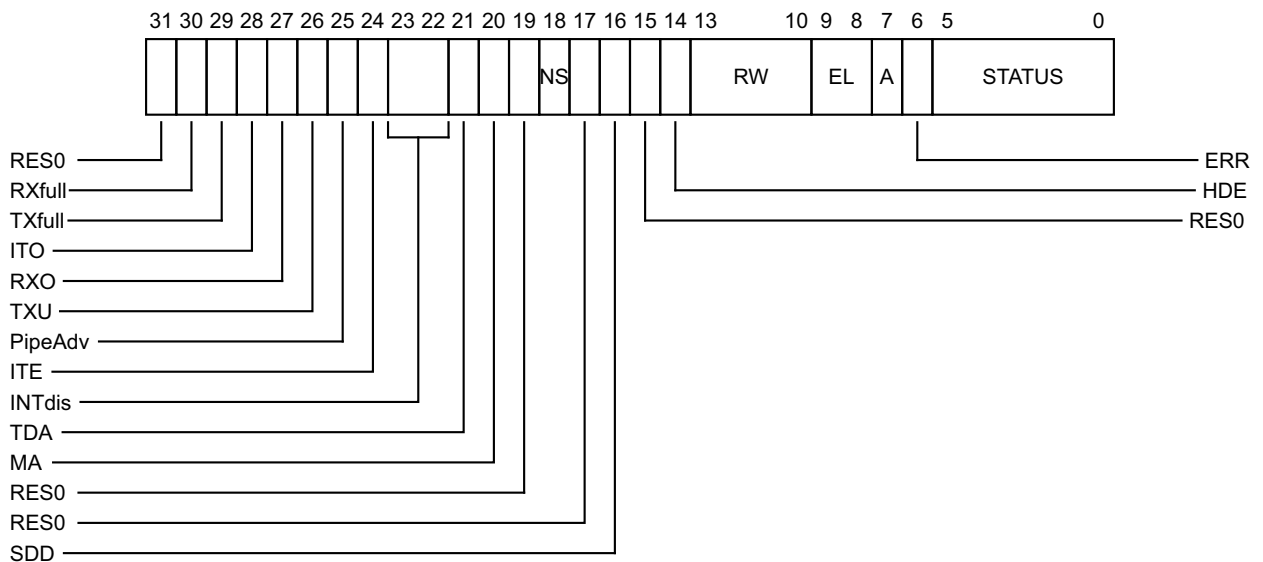 31 30 29 28 27 26 25 24 23 22 21 20 19 18 17 16 15 14 13 10 9 8 7 6 5 0
NS RW EL A STATUS
RES0 ERR
RXfull HDE
TXfull RES0
ITO
RXO
TXU
PipeAdv
ITE
INTdis
TDA
MA
RES0
RES0
SDD